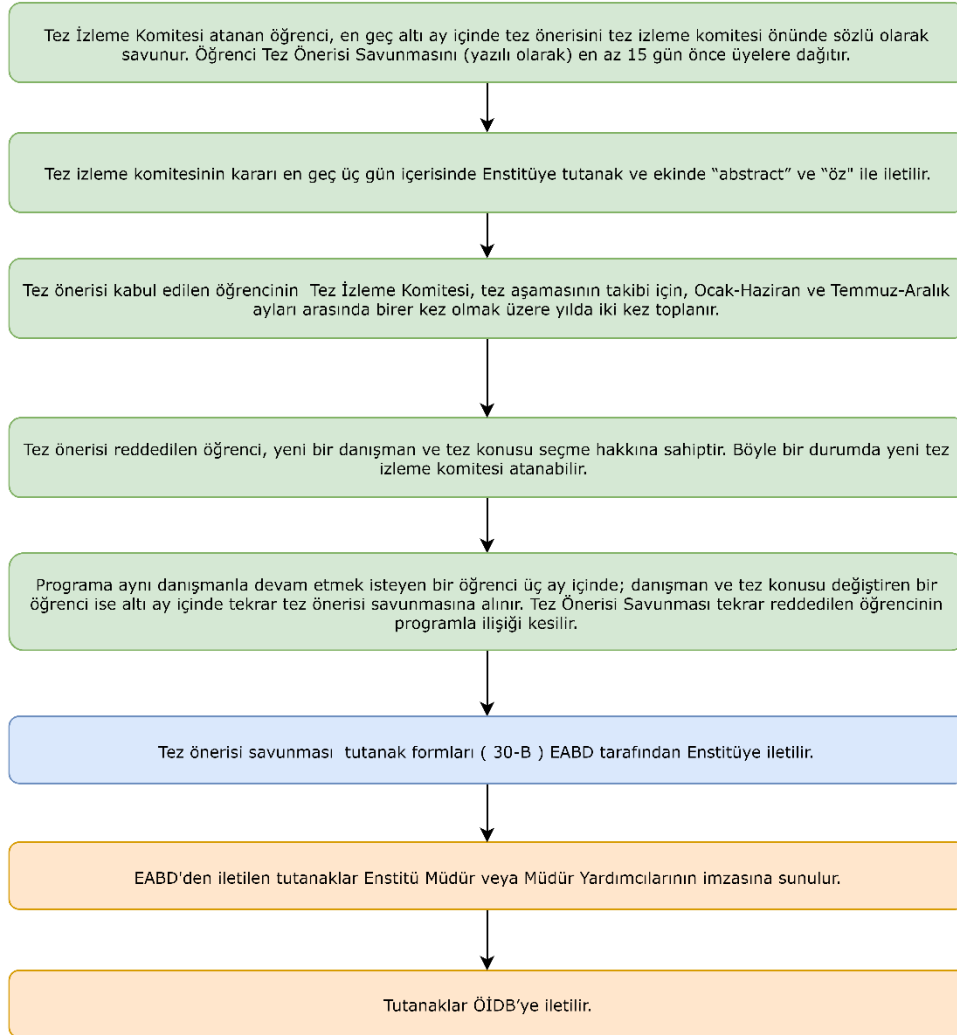 Tez İzleme Komitesi atanan öğrenci, en geç altı ay içinde tez önerisini tez izleme komitesi önünde sözlü olarak
savunur. Öğrenci Tez Önerisi Savunmasını (yazılı olarak) en az 15 gün önce üyelere dağıtır.
Tez izleme komitesinin kararı en geç üç gün içerisinde Enstitüye tutanak ve ekinde “abstract” ve “öz" ile iletilir.
Tez önerisi kabul edilen öğrencinin  Tez İzleme Komitesi, tez aşamasının takibi için, Ocak-Haziran ve Temmuz-Aralık
ayları arasında birer kez olmak üzere yılda iki kez toplanır.
Tez önerisi reddedilen öğrenci, yeni bir danışman ve tez konusu seçme hakkına sahiptir. Böyle bir durumda yeni tez
izleme komitesi atanabilir.
Programa aynı danışmanla devam etmek isteyen bir öğrenci üç ay içinde; danışman ve tez konusu değiştiren bir
öğrenci ise altı ay içinde tekrar tez önerisi savunmasına alınır. Tez Önerisi Savunması tekrar reddedilen öğrencinin
programla ilişiği kesilir.
Tez önerisi savunması  tutanak formları ( 30-B ) EABD tarafından Enstitüye iletilir.
EABD'den iletilen tutanaklar Enstitü Müdür veya Müdür Yardımcılarının imzasına sunulur.
Tutanaklar ÖİDB’ye iletilir.